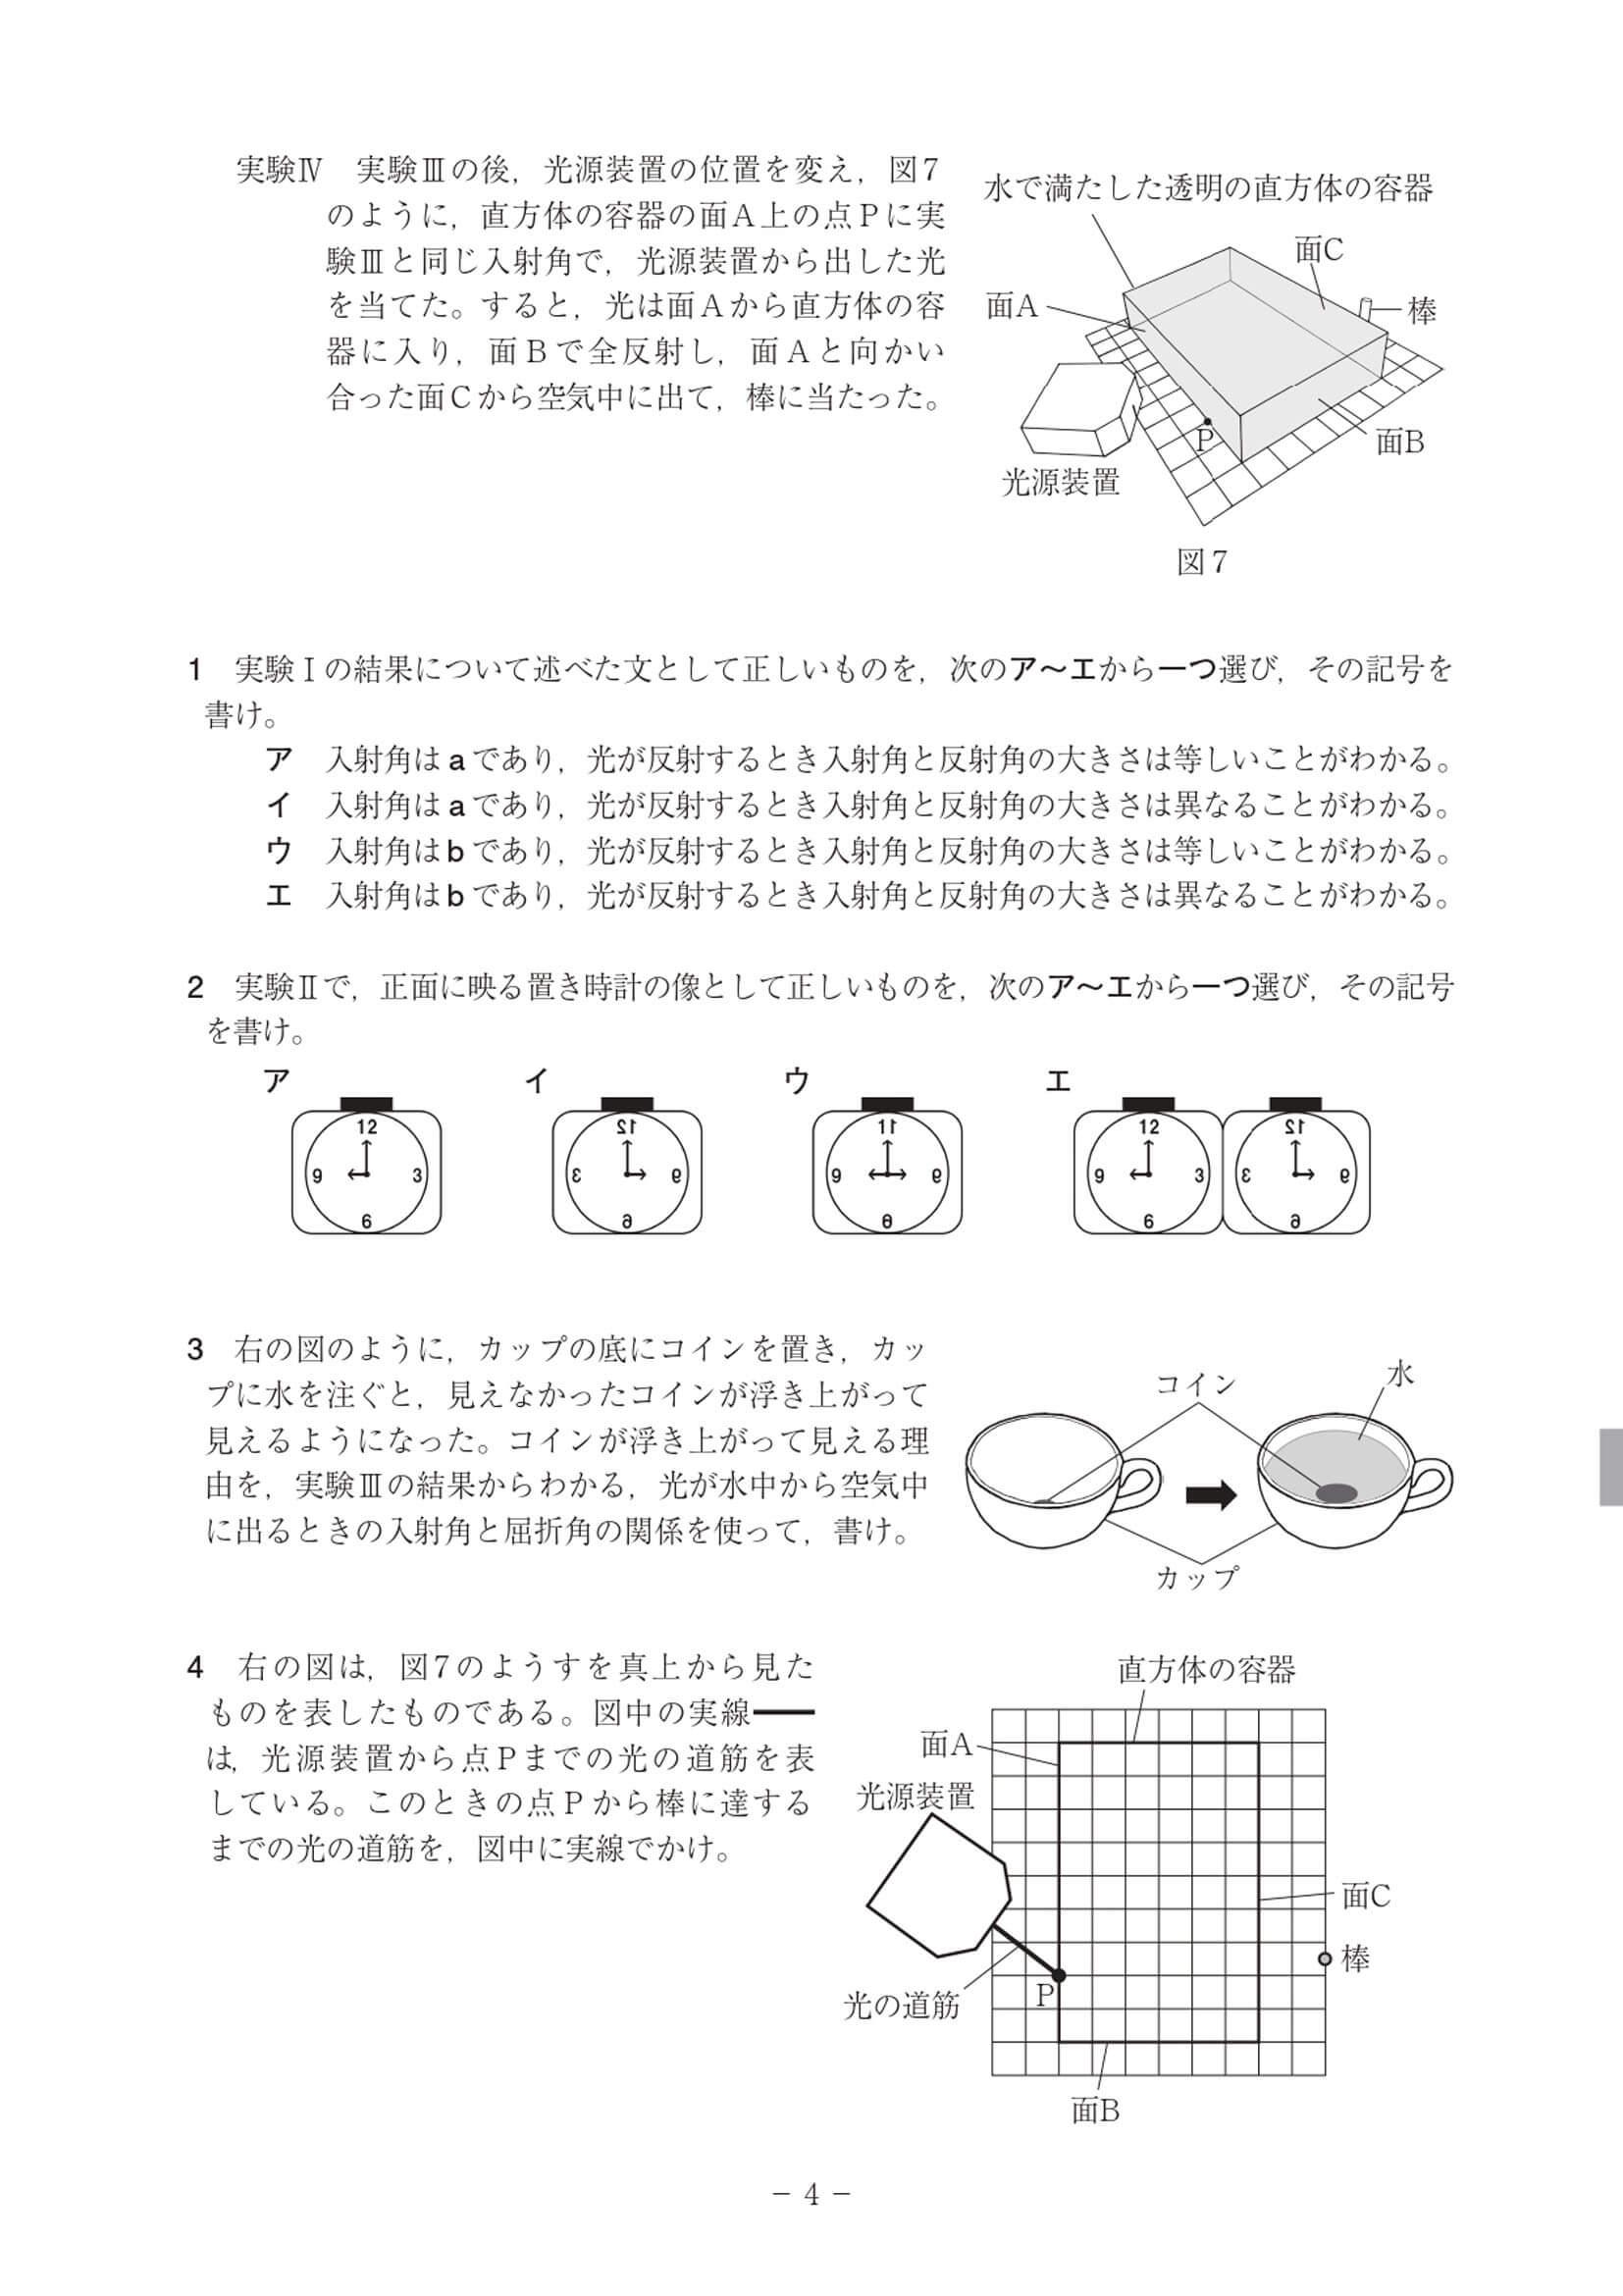 実験Ⅳ　実験Ⅲの後，光源装置の位置を変え，図7
のように，直方体の容器の面A上の点Pに実
験Ⅲと同じ入射角で，光源装置から出した光
を当てた。すると，光は面Aから直方体の容
器に入り，面Bで全反射し，面Aと向かい
合った面Cから空気中に出て，棒に当たった。
水で満たした透明の直方体の容器
面C
面A
棒
P
面B
光源装置
図7
1　実験Ⅰの結果について述べた文として正しいものを，次のア～エから一つ選び，その記号を
書け。
ア　入射角はaであり，光が反射するとき入射角と反射角の大きさは等しいことがわかる。
イ　入射角はaであり，光が反射するとき入射角と反射角の大きさは異なることがわかる。
ウ　入射角はbであり，光が反射するとき入射角と反射角の大きさは等しいことがわかる。
エ　入射角はbであり，光が反射するとき入射角と反射角の大きさは異なることがわかる。
2　実験Ⅱで，正面に映る置き時計の像として正しいものを，次のア～エから一つ選び，その記号
を書け。
ア　イ　ウ　エ
12　12　11　12　12
9　3　3　9　9　9　9　3　3　9
6　6　6　6
3　右の図のように，カップの底にコインを置き，カッ
プに水を注ぐと，見えなかったコインが浮き上がって
見えるようになった。コインが浮き上がって見える理
由を，実験Ⅲの結果からわかる，光が水中から空気中
に出るときの入射角と屈折角の関係を使って，書け。
コイン
水
カップ
4　右の図は，図7のようすを真上から見た
ものを表したものである。図中の実線━━
は，光源装置から点Pまでの光の道筋を表
している。このときの点Pから棒に達する
までの光の道筋を，図中に実線でかけ。
直方体の容器
面A
光源装置
面C
棒
P
光の道筋
面B
－ 4 －